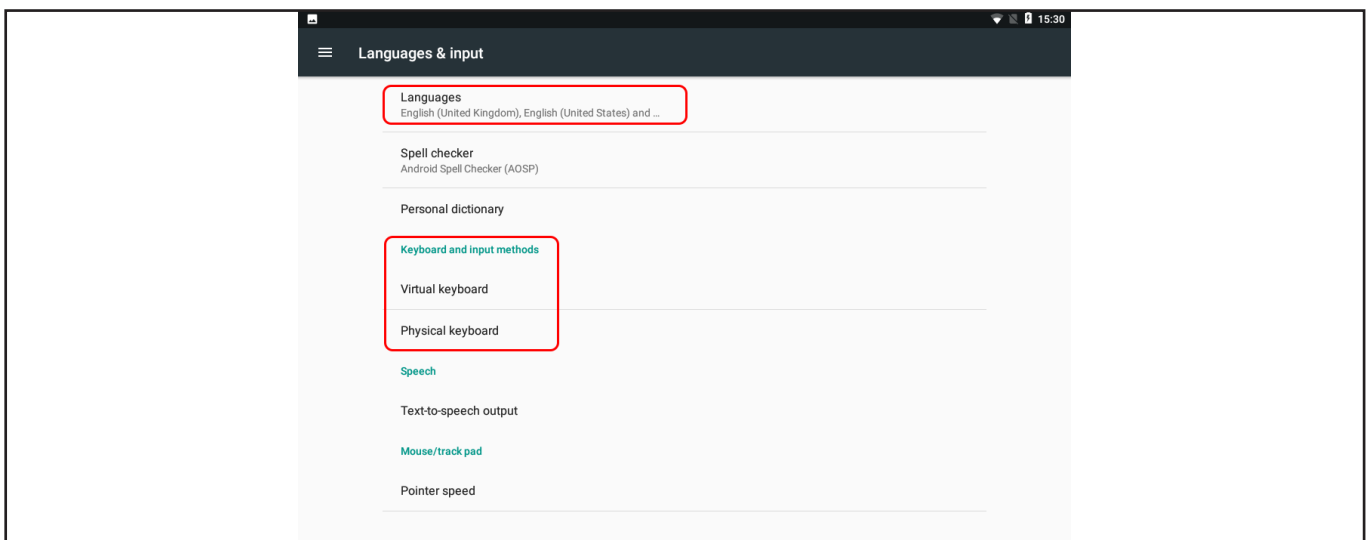 15:30
Languages & input
Languages
English (United Kingdom), English (United States) and ...
Spell checker
Android Spell Checker (AOSP)
Personal dictionary
Keyboard and input methods
Virtual keyboard
Physical keyboard
Speech
Text-to-speech output
Mouse/track pad
Pointer speed